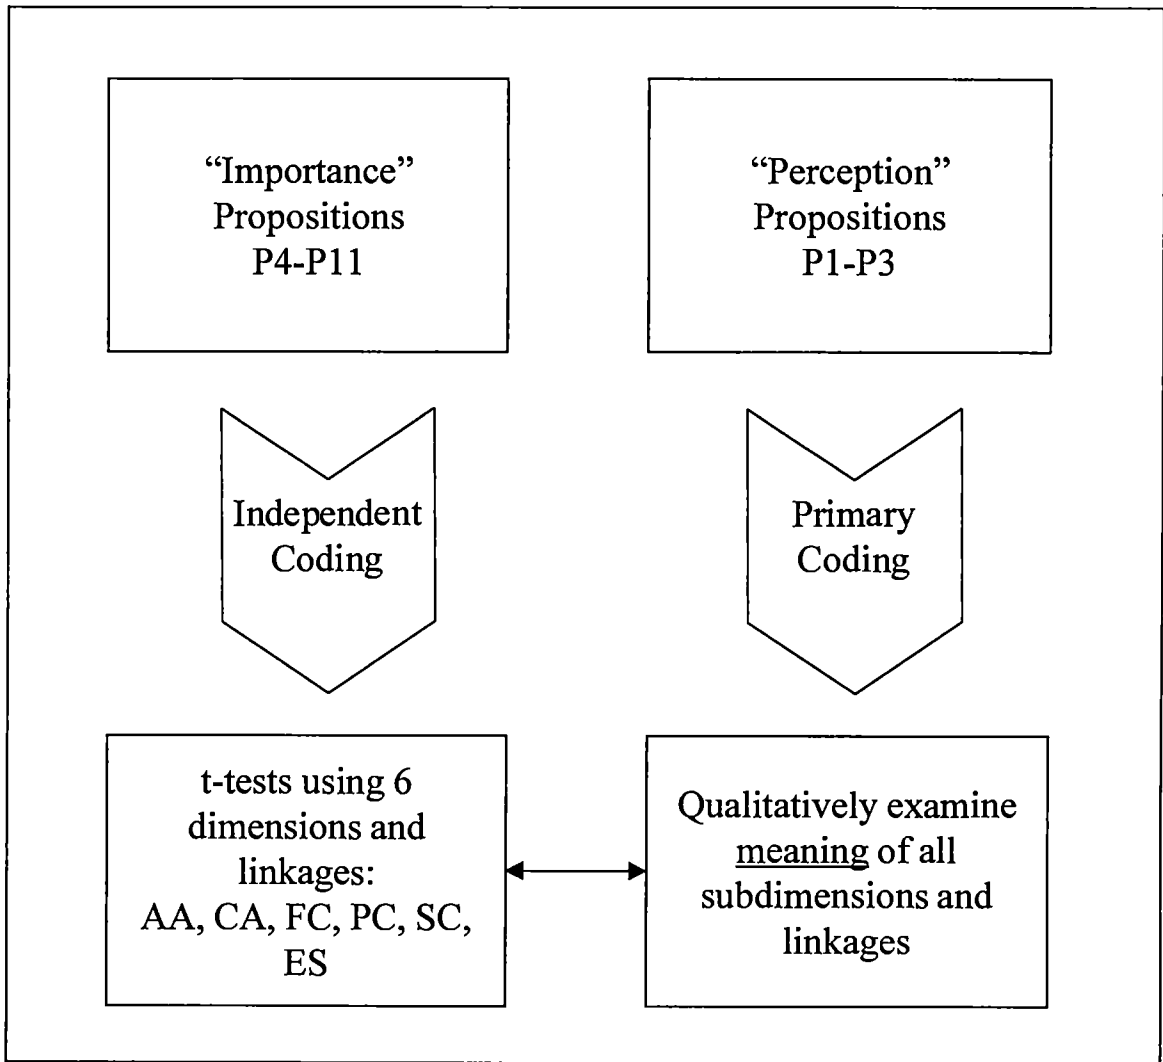 “Importance”
Propositions
P4-P11
“Perception”
Propositions
P1-P3
Independent
Coding
Primary
Coding
t-tests using 6
dimensions and
linkages:
AA, CA, FC, PC, SC,
ES
Qualitatively examine
meaning of all
subdimensions and
linkages